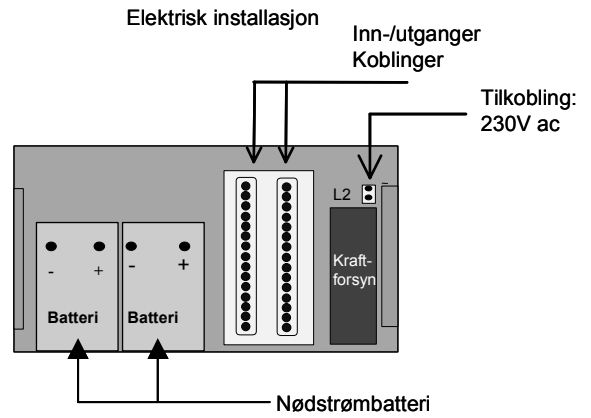 Elektrisk installasjon
Inn-/utganger
Koblinger
Tilkobling:
230V ac
L2
Kraft-
forsyn
- + - +
Batteri Batteri
Nødstrømbatteri